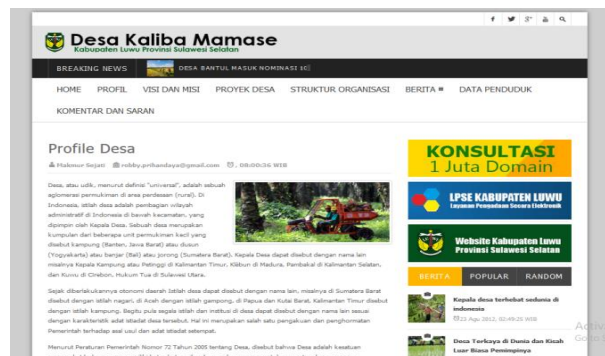 Desa Kaliba Mamase
Kabupaten Luwu Provinsi Sulawesi Selatan
BREAKING NEWS DESA BANTUL MASUK NOMINASI 10
HOME PROFIL VISI DAN MISI PROYEK DESA STRUKTUR ORGANISASI BERITA DATA PENDUDUK
KOMENTAR DAN SARAN
Profile Desa
Makmur Sejati robby.prihandaya@gmail.com , 08:00:36 WIB
Desa, atau udik, menurut definisi "universal", adalah sebuah
aglomerasi permukiman di area perdesaan (rural). Di
Indonesia, istilah desa adalah pembagian wilayah
administratif di Indonesia di bawah kecamatan, yang
dipimpin oleh Kepala Desa. Sebuah desa merupakan
kumpulan dari beberapa unit permukiman kecil yang
disebut kampung (Banten, Jawa Barat) atau dusun
(Yogyakarta) atau banjar (Bali) atau jorong (Sumatera Barat). Kepala Desa dapat disebut dengan nama lain
misalnya Kepala Kampung atau Petinggi di Kalimantan Timur, Klebun di Madura, Pambakal di Kalimantan Selatan,
dan Kuwu di Cirebon, Hukum Tua di Sulawesi Utara.
Sejak diberlakukannya otonomi daerah Istilah desa dapat disebut dengan nama lain, misalnya di Sumatera Barat
disebut dengan istilah nagari, di Aceh dengan istilah gampong, di Papua dan Kutai Barat, Kalimantan Timur disebut
dengan istilah kampung. Begitu pula segala istilah dan institusi di desa dapat disebut dengan nama lain sesuai
dengan karakteristik adat istiadat desa tersebut. Hal ini merupakan salah satu pengakuan dan penghormatan
Pemerintah terhadap asal usul dan adat istiadat setempat.
Menurut Peraturan Pemerintah Nomor 72 Tahun 2005 tentang Desa, disebut bahwa Desa adalah kesatuan
KONSULTASI
1 Juta Domain
LPSE KABUPATEN LUWU
Layanan Pengadaan Secara Elektronik
Website Kabupaten Luwu
Provinsi Sulawesi Selatan
BERITA POPULAR RANDOM
Kepala desa terhebat sedunia di
indonesia
23 Agu 2012, 02:49:25 WIB
Desa Terkaya di Dunia dan Kisah
Luar Biasa Pemimpinya